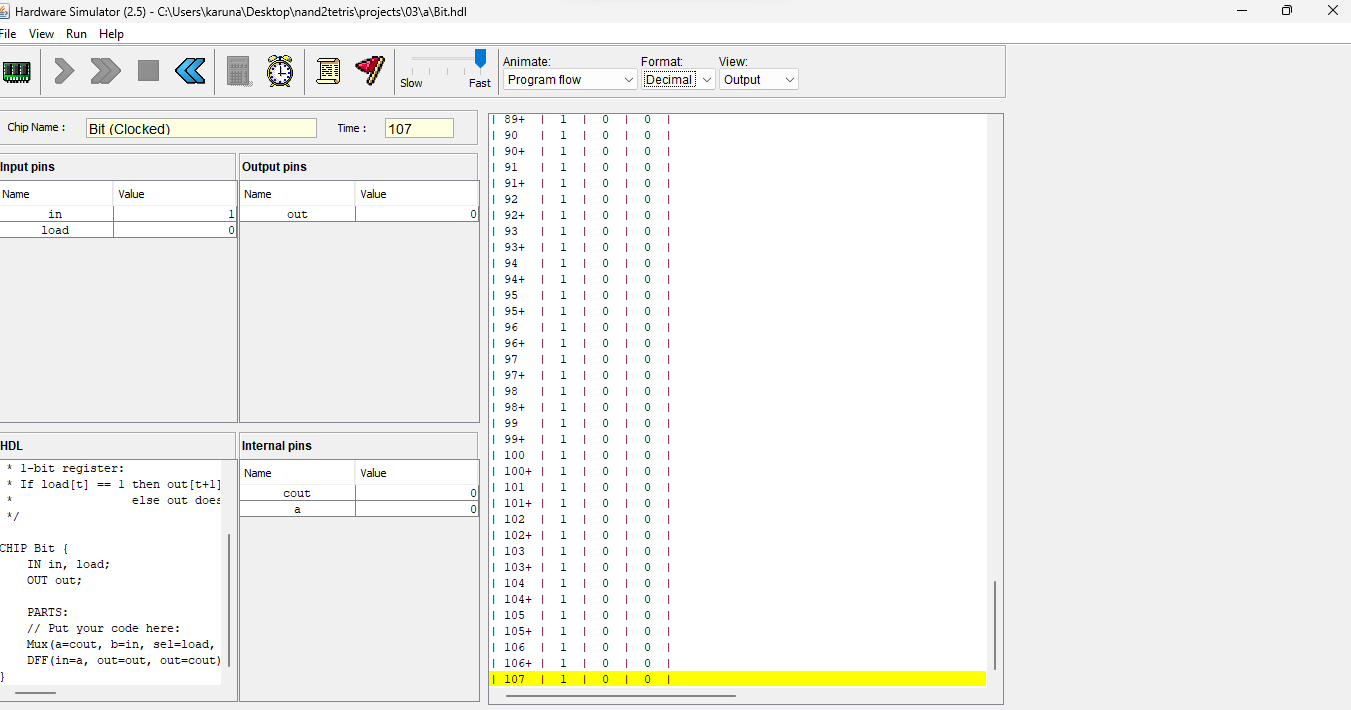 Hardware Simulator (2.5) - C:\Users\karuna\Desktop\nand2tetris\projects\03\a\Bit.hdl
File View Run Help
Slow Fast
Animate: Format: View:
Program flow Decimal Output
Chip Name : Bit (Clocked) Time : 107
Input pins
Name Value
in 1
load 0
Output pins
Name Value
out 0
HDL
* 1-bit register:
* If load[t] == 1 then out[t+1]
* else out does
*/
CHIP Bit {
IN in, load;
OUT out;
PARTS:
// Put your code here:
Mux(a=cout, b=in, sel=load,
DFF(in=a, out=out, out=cout)
}
Internal pins
Name Value
cout 0
a 0
| 89+ | 1 | 0 | 0 |
| 90 | 1 | 0 | 0 |
| 90+ | 1 | 0 | 0 |
| 91 | 1 | 0 | 0 |
| 91+ | 1 | 0 | 0 |
| 92 | 1 | 0 | 0 |
| 92+ | 1 | 0 | 0 |
| 93 | 1 | 0 | 0 |
| 93+ | 1 | 0 | 0 |
| 94 | 1 | 0 | 0 |
| 94+ | 1 | 0 | 0 |
| 95 | 1 | 0 | 0 |
| 95+ | 1 | 0 | 0 |
| 96 | 1 | 0 | 0 |
| 96+ | 1 | 0 | 0 |
| 97 | 1 | 0 | 0 |
| 97+ | 1 | 0 | 0 |
| 98 | 1 | 0 | 0 |
| 98+ | 1 | 0 | 0 |
| 99 | 1 | 0 | 0 |
| 99+ | 1 | 0 | 0 |
| 100 | 1 | 0 | 0 |
| 100+ | 1 | 0 | 0 |
| 101 | 1 | 0 | 0 |
| 101+ | 1 | 0 | 0 |
| 102 | 1 | 0 | 0 |
| 102+ | 1 | 0 | 0 |
| 103 | 1 | 0 | 0 |
| 103+ | 1 | 0 | 0 |
| 104 | 1 | 0 | 0 |
| 104+ | 1 | 0 | 0 |
| 105 | 1 | 0 | 0 |
| 105+ | 1 | 0 | 0 |
| 106 | 1 | 0 | 0 |
| 106+ | 1 | 0 | 0 |
| 107 | 1 | 0 | 0 |